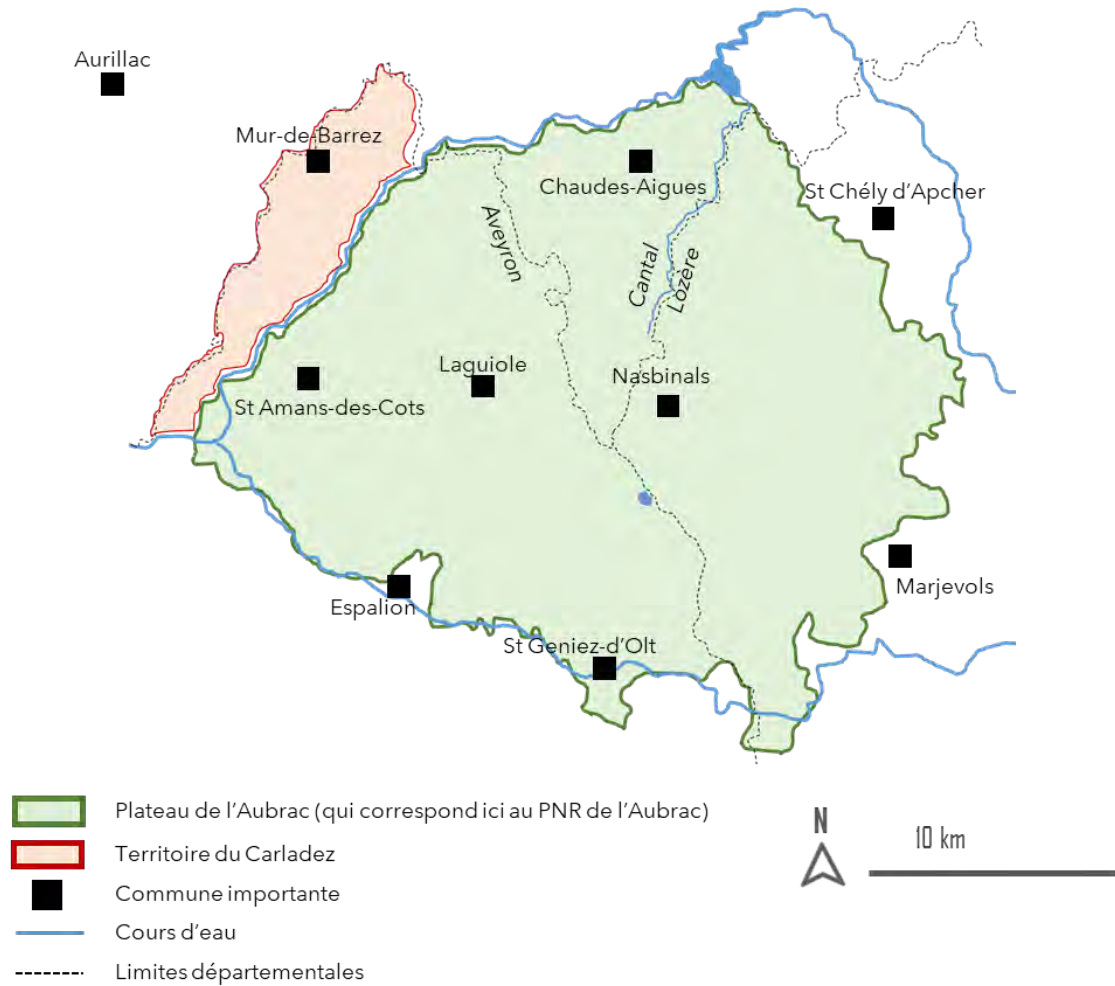 Aurillac
Mur-de-Barrez
Chaudes-Aigues
St Chély d'Apcher
Aveyron
Cantal
Lozère
Laguiole
Nasbinals
St Amans-des-Cots
Marjevols
Espalion
St Geniez-d'Olt
Plateau de l'Aubrac (qui correspond ici au PNR de l'Aubrac)
Territoire du Carladez
Commune importante
Cours d'eau
Limites départementales
N
10 km